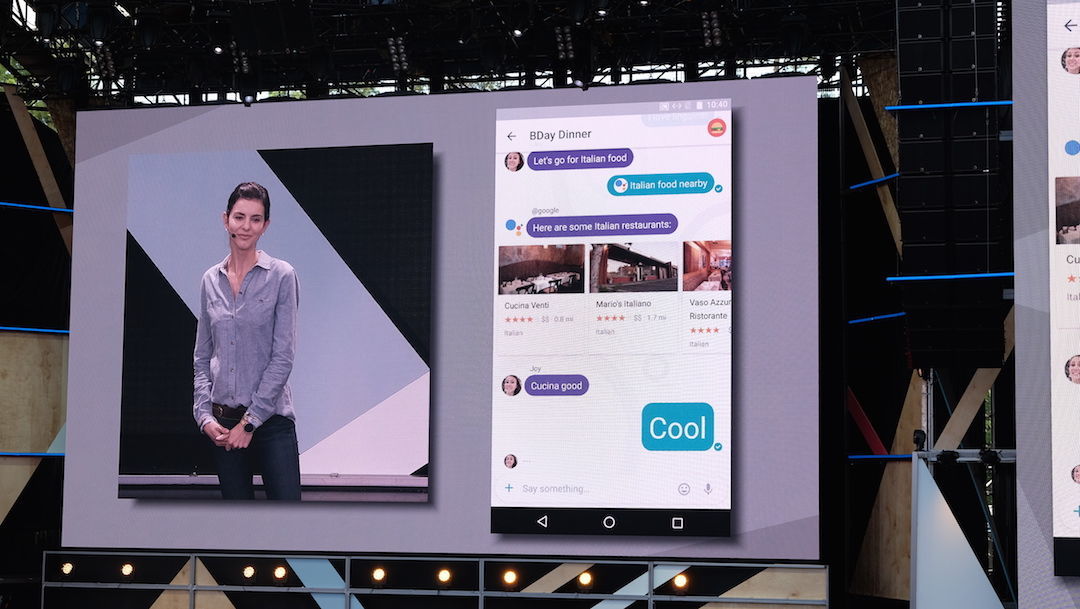 10:40
BDay Dinner
Let's go for Italian food
Italian food nearby
@google
Here are some Italian restaurants:
Cucina Venti
★★★★ $$ 0.8 mi
Italian
Mario's Italiano
★★★★ $$ 1.7 mi
Italian
Vaso Azzur
Ristorante
★★★★
Italian
Joy
Cucina good
Cool
Say something...
Cu